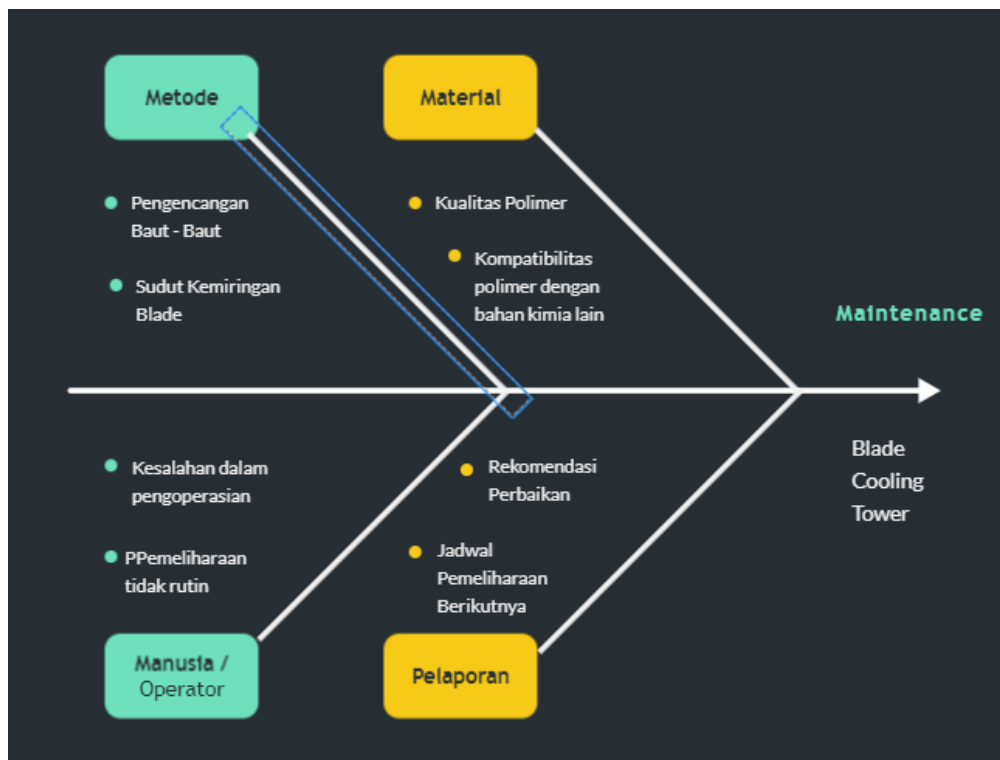 Metode
Material
Pengencangan
Baut - Baut
Sudut Kemiringan
Blade
Kualitas Polimer
Kompatibilitas
polimer dengan
bahan kimia lain
Maintenance
Blade
Cooling
Tower
Kesalahan dalam
pengoperasian
PPemeliharaan
tidak rutin
Rekomendasi
Perbaikan
Jadwal
Pemeliharaan
Berikutnya
Manusia /
Operator
Pelaporan